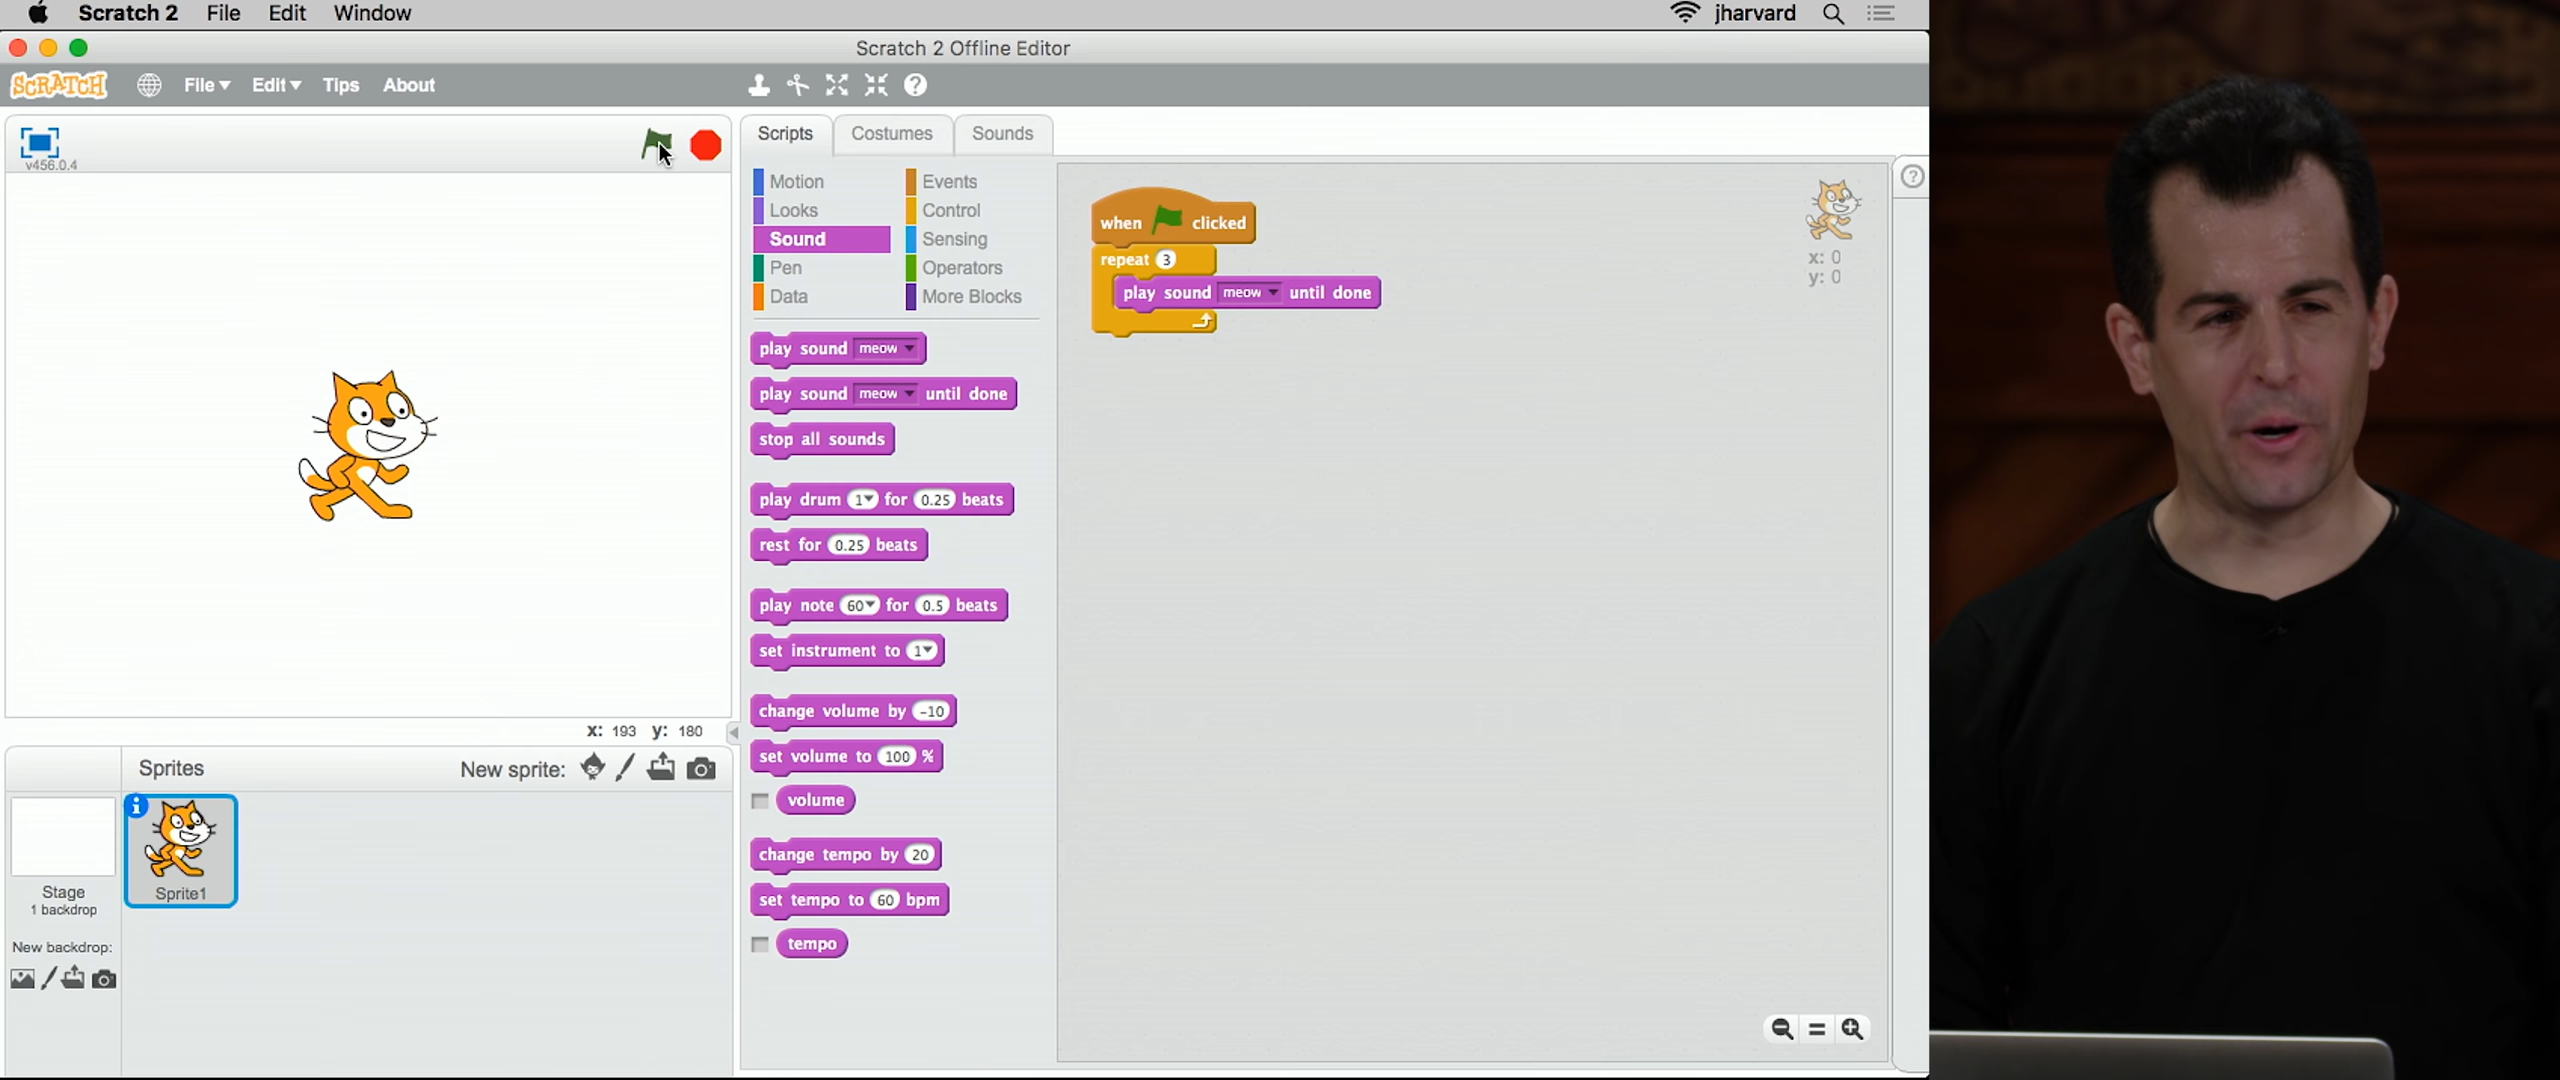 Scratch 2 File Edit Window jharvard
Scratch 2 Offline Editor
SCRATCH File Edit Tips About
v456.0.4
x: 193 y: 180
Sprites New sprite:
Sprite1
Stage
1 backdrop
New backdrop:
Scripts Costumes Sounds
Motion Events
Looks Control
Sound Sensing
Pen Operators
Data More Blocks
play sound meow
play sound meow until done
stop all sounds
play drum 1 for 0.25 beats
rest for 0.25 beats
play note 60 for 0.5 beats
set instrument to 1
change volume by -10
set volume to 100 %
volume
change tempo by 20
set tempo to 60 bpm
tempo
when clicked
repeat 3
play sound meow until done
x: 0
y: 0